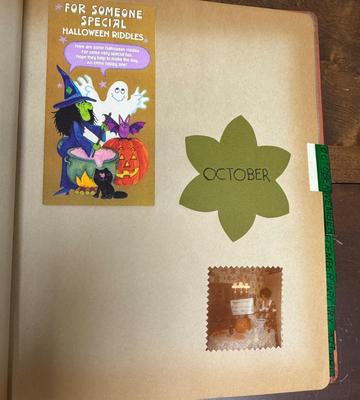 FOR SOMEONE
SPECIAL
HALLOWEEN RIDDLES
Here are some Halloween riddles
For some very special fun,
Hope they help to make the day
An extra happy one!
OCTOBER